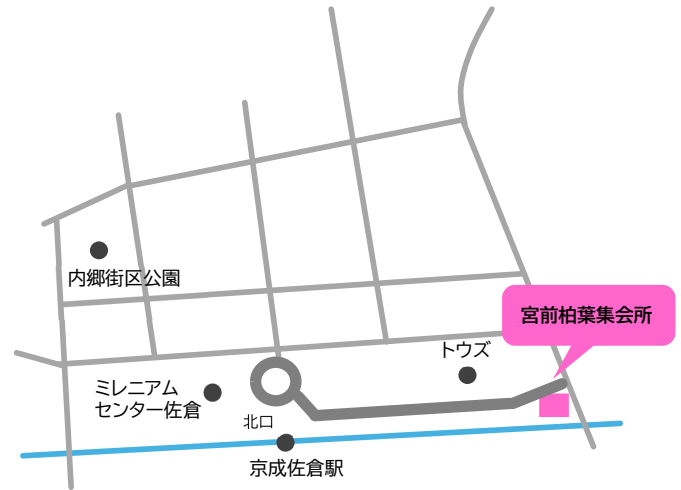 内郷街区公園
宮前柏葉集会所
トウズ
ミレニアム
センター佐倉
北口
京成佐倉駅